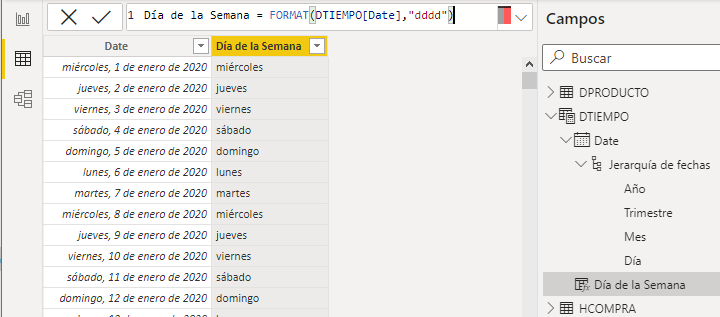 1 Día de la Semana = FORMAT(DTIEMPO[Date],"dddd")
Date Día de la Semana
miércoles, 1 de enero de 2020 miércoles
jueves, 2 de enero de 2020 jueves
viernes, 3 de enero de 2020 viernes
sábado, 4 de enero de 2020 sábado
domingo, 5 de enero de 2020 domingo
lunes, 6 de enero de 2020 lunes
martes, 7 de enero de 2020 martes
miércoles, 8 de enero de 2020 miércoles
jueves, 9 de enero de 2020 jueves
viernes, 10 de enero de 2020 viernes
sábado, 11 de enero de 2020 sábado
domingo, 12 de enero de 2020 domingo
Campos
Buscar
DPRODUCTO
DTIEMPO
Date
Jerarquía de fechas
Año
Trimestre
Mes
Día
Día de la Semana
HCOMPRA